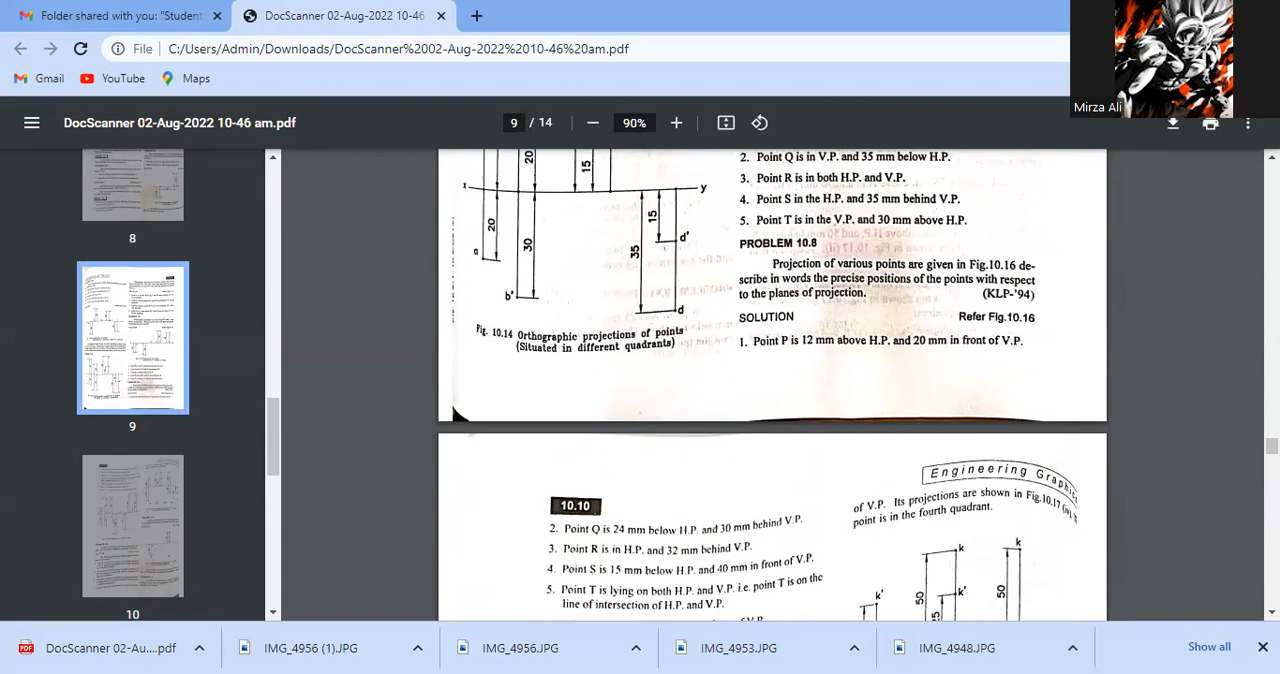 Folder shared with you: "Student
DocScanner 02-Aug-2022 10-46
File
C:/Users/Admin/Downloads/DocScanner%2002-Aug-2022%2010-46%20am.pdf
Gmail
YouTube
Maps
Mirza Ali
DocScanner 02-Aug-2022 10-46 am.pdf
9 / 14
90%
8
9
10
20
15
y
20
30
35
15
d'
b'
d
Fig. 10.14 Orthographic projections of points
(Situated in different quadrants)
2. Point Q is in V.P. and 35 mm below H.P.
3. Point R is in both H.P. and V.P.
4. Point S in the H.P. and 35 mm behind V.P.
5. Point T is in the V.P. and 30 mm above H.P.
PROBLEM 10.8
Projection of various points are given in Fig.10.16 de-
scribe in words the precise positions of the points with respect
to the planes of projection. (KLP-'94)
SOLUTION Refer Fig.10.16
1. Point P is 12 mm above H.P. and 20 mm in front of V.P.
Engineering Graphic
10.10
2. Point Q is 24 mm below H.P. and 30 mm behind V.P.
3. Point R is in H.P. and 32 mm behind V.P.
4. Point S is 15 mm below H.P. and 40 mm in front of V.P.
5. Point T is lying on both H.P. and V.P. i.e. point T is on the
line of intersection of H.P. and V.P.
of V.P. Its projections are shown in Fig.10.17
point is in the fourth quadrant.
k
k
k'
k'
50
50
DocScanner 02-Au....pdf
IMG_4956 (1).JPG
IMG_4956.JPG
IMG_4953.JPG
IMG_4948.JPG
Show all